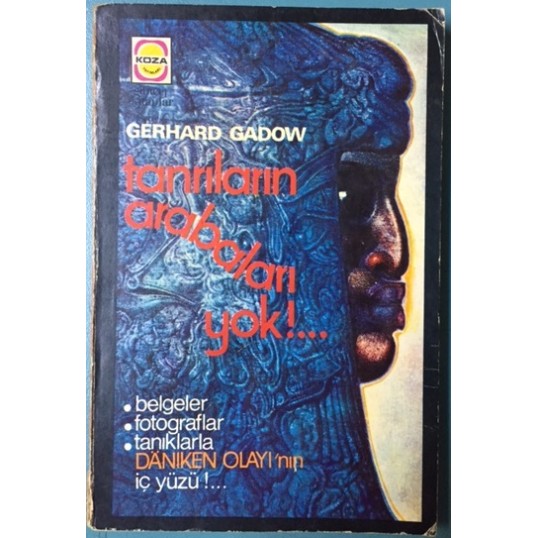 KOZA
GERHARD GADOW
tanrıların
arabaları
yok!...
• belgeler
• fotograflar
• tanıklarla
DÄNIKEN OLAYI'nın
iç yüzü!...